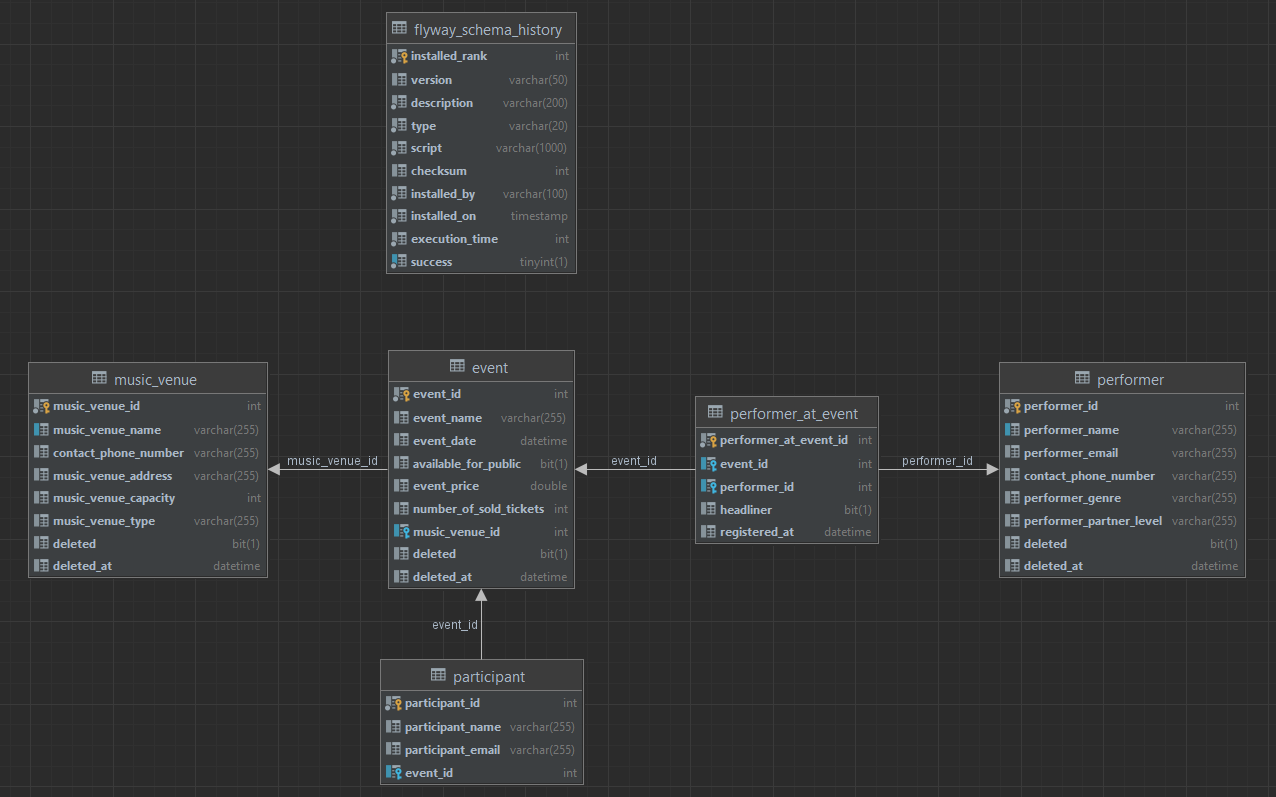 flyway_schema_history
installed_rank int
version varchar(50)
description varchar(200)
type varchar(20)
script varchar(1000)
checksum int
installed_by varchar(100)
installed_on timestamp
execution_time int
success tinyint(1)
music_venue
music_venue_id int
music_venue_name varchar(255)
contact_phone_number varchar(255)
music_venue_address varchar(255)
music_venue_capacity int
music_venue_type varchar(255)
deleted bit(1)
deleted_at datetime
music_venue_id
event
event_id int
event_name varchar(255)
event_date datetime
available_for_public bit(1)
event_price double
number_of_sold_tickets int
music_venue_id int
deleted bit(1)
deleted_at datetime
event_id
performer_at_event
performer_at_event_id int
event_id int
performer_id int
headliner bit(1)
registered_at datetime
performer_id
performer
performer_id int
performer_name varchar(255)
performer_email varchar(255)
contact_phone_number varchar(255)
performer_genre varchar(255)
performer_partner_level varchar(255)
deleted bit(1)
deleted_at datetime
event_id
participant
participant_id int
participant_name varchar(255)
participant_email varchar(255)
event_id int